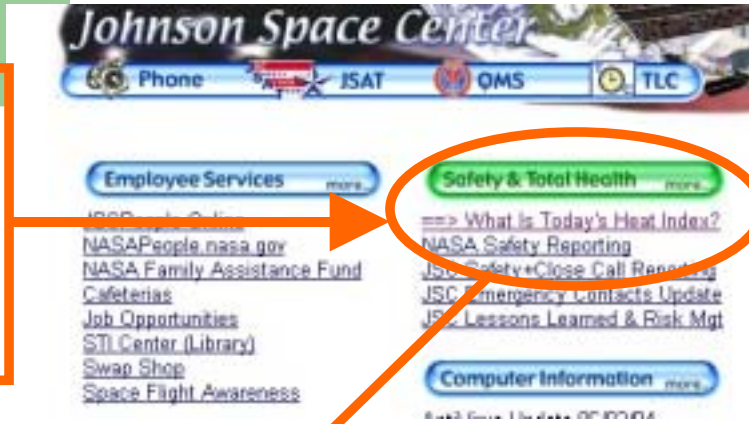 Johnson Space Center
Phone JSAT QMS TLC
Employee Services more...
JSCPeople Online
NASAPeople.nasa.gov
NASA Family Assistance Fund
Cafeterias
Job Opportunities
STI Center (Library)
Swap Shop
Space Flight Awareness
Safety & Total Health more...
==> What Is Today's Heat Index?
NASA Safety Reporting
JSC Safety+Close Call Reporting
JSC Emergency Contacts Update
JSC Lessons Learned & Risk Mgt
Computer Information more...